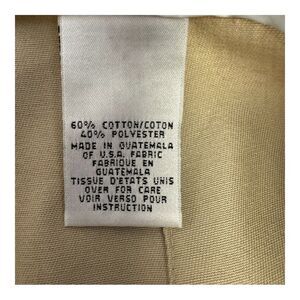 60% COTTON/COTON
40% POLYESTER
MADE IN GUATEMALA
OF U.S.A. FABRIC
FABRIQUE EN
GUATEMALA
TISSUE D'ETATS UNIS
OVER FOR CARE
VOIR VERSO POUR
INSTRUCTION